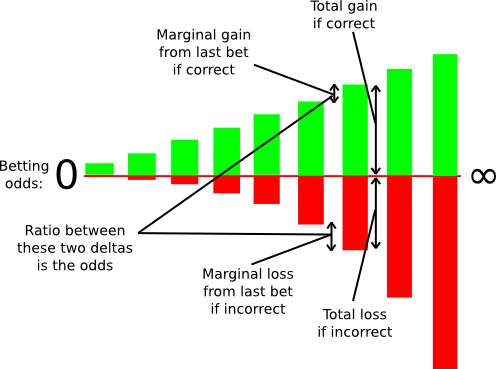 Total gain
if correct
Marginal gain
from last bet
if correct
Betting
odds:
0
∞
Ratio between
these two deltas
is the odds
Marginal loss
from last bet
if incorrect
Total loss
if incorrect